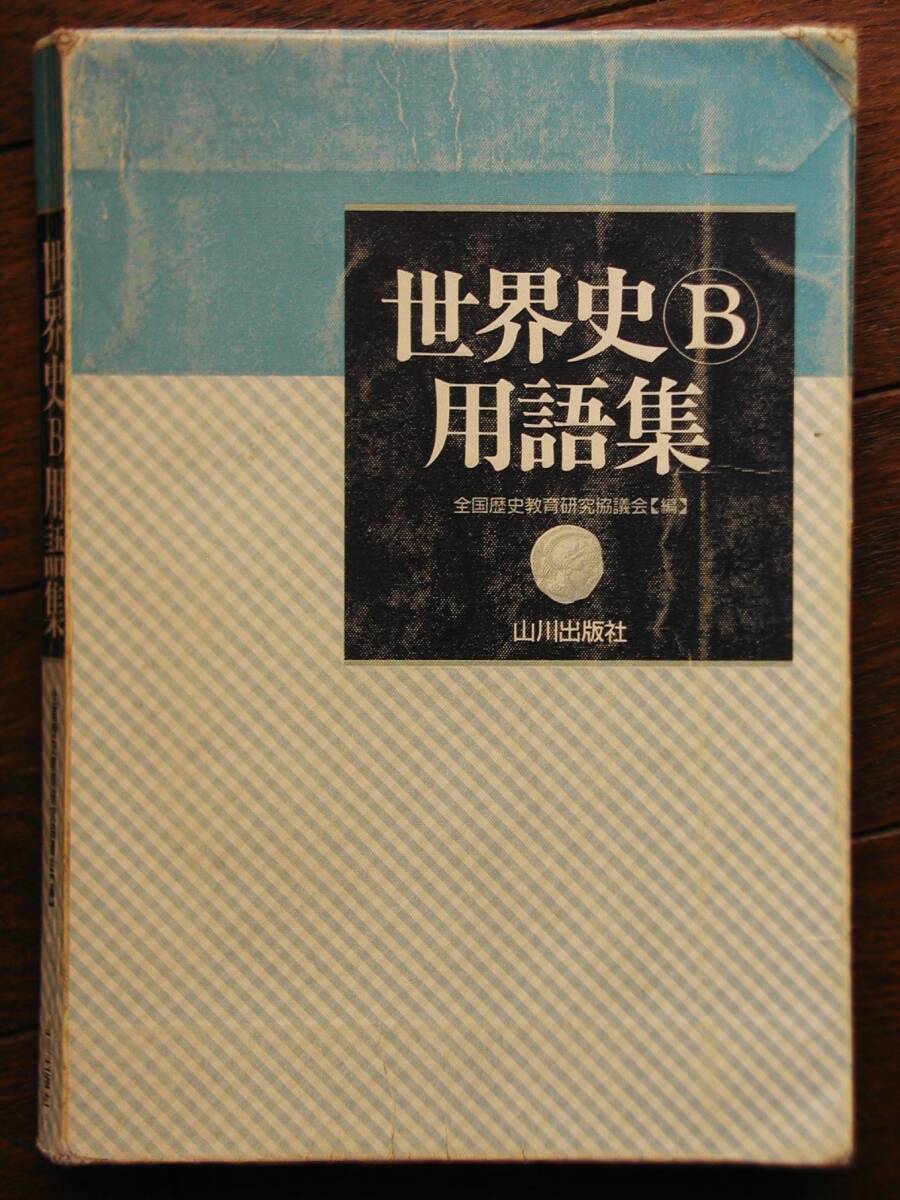 世界史B
用語集
全国歴史教育研究協議会【編】
山川出版社
世界史B用語集